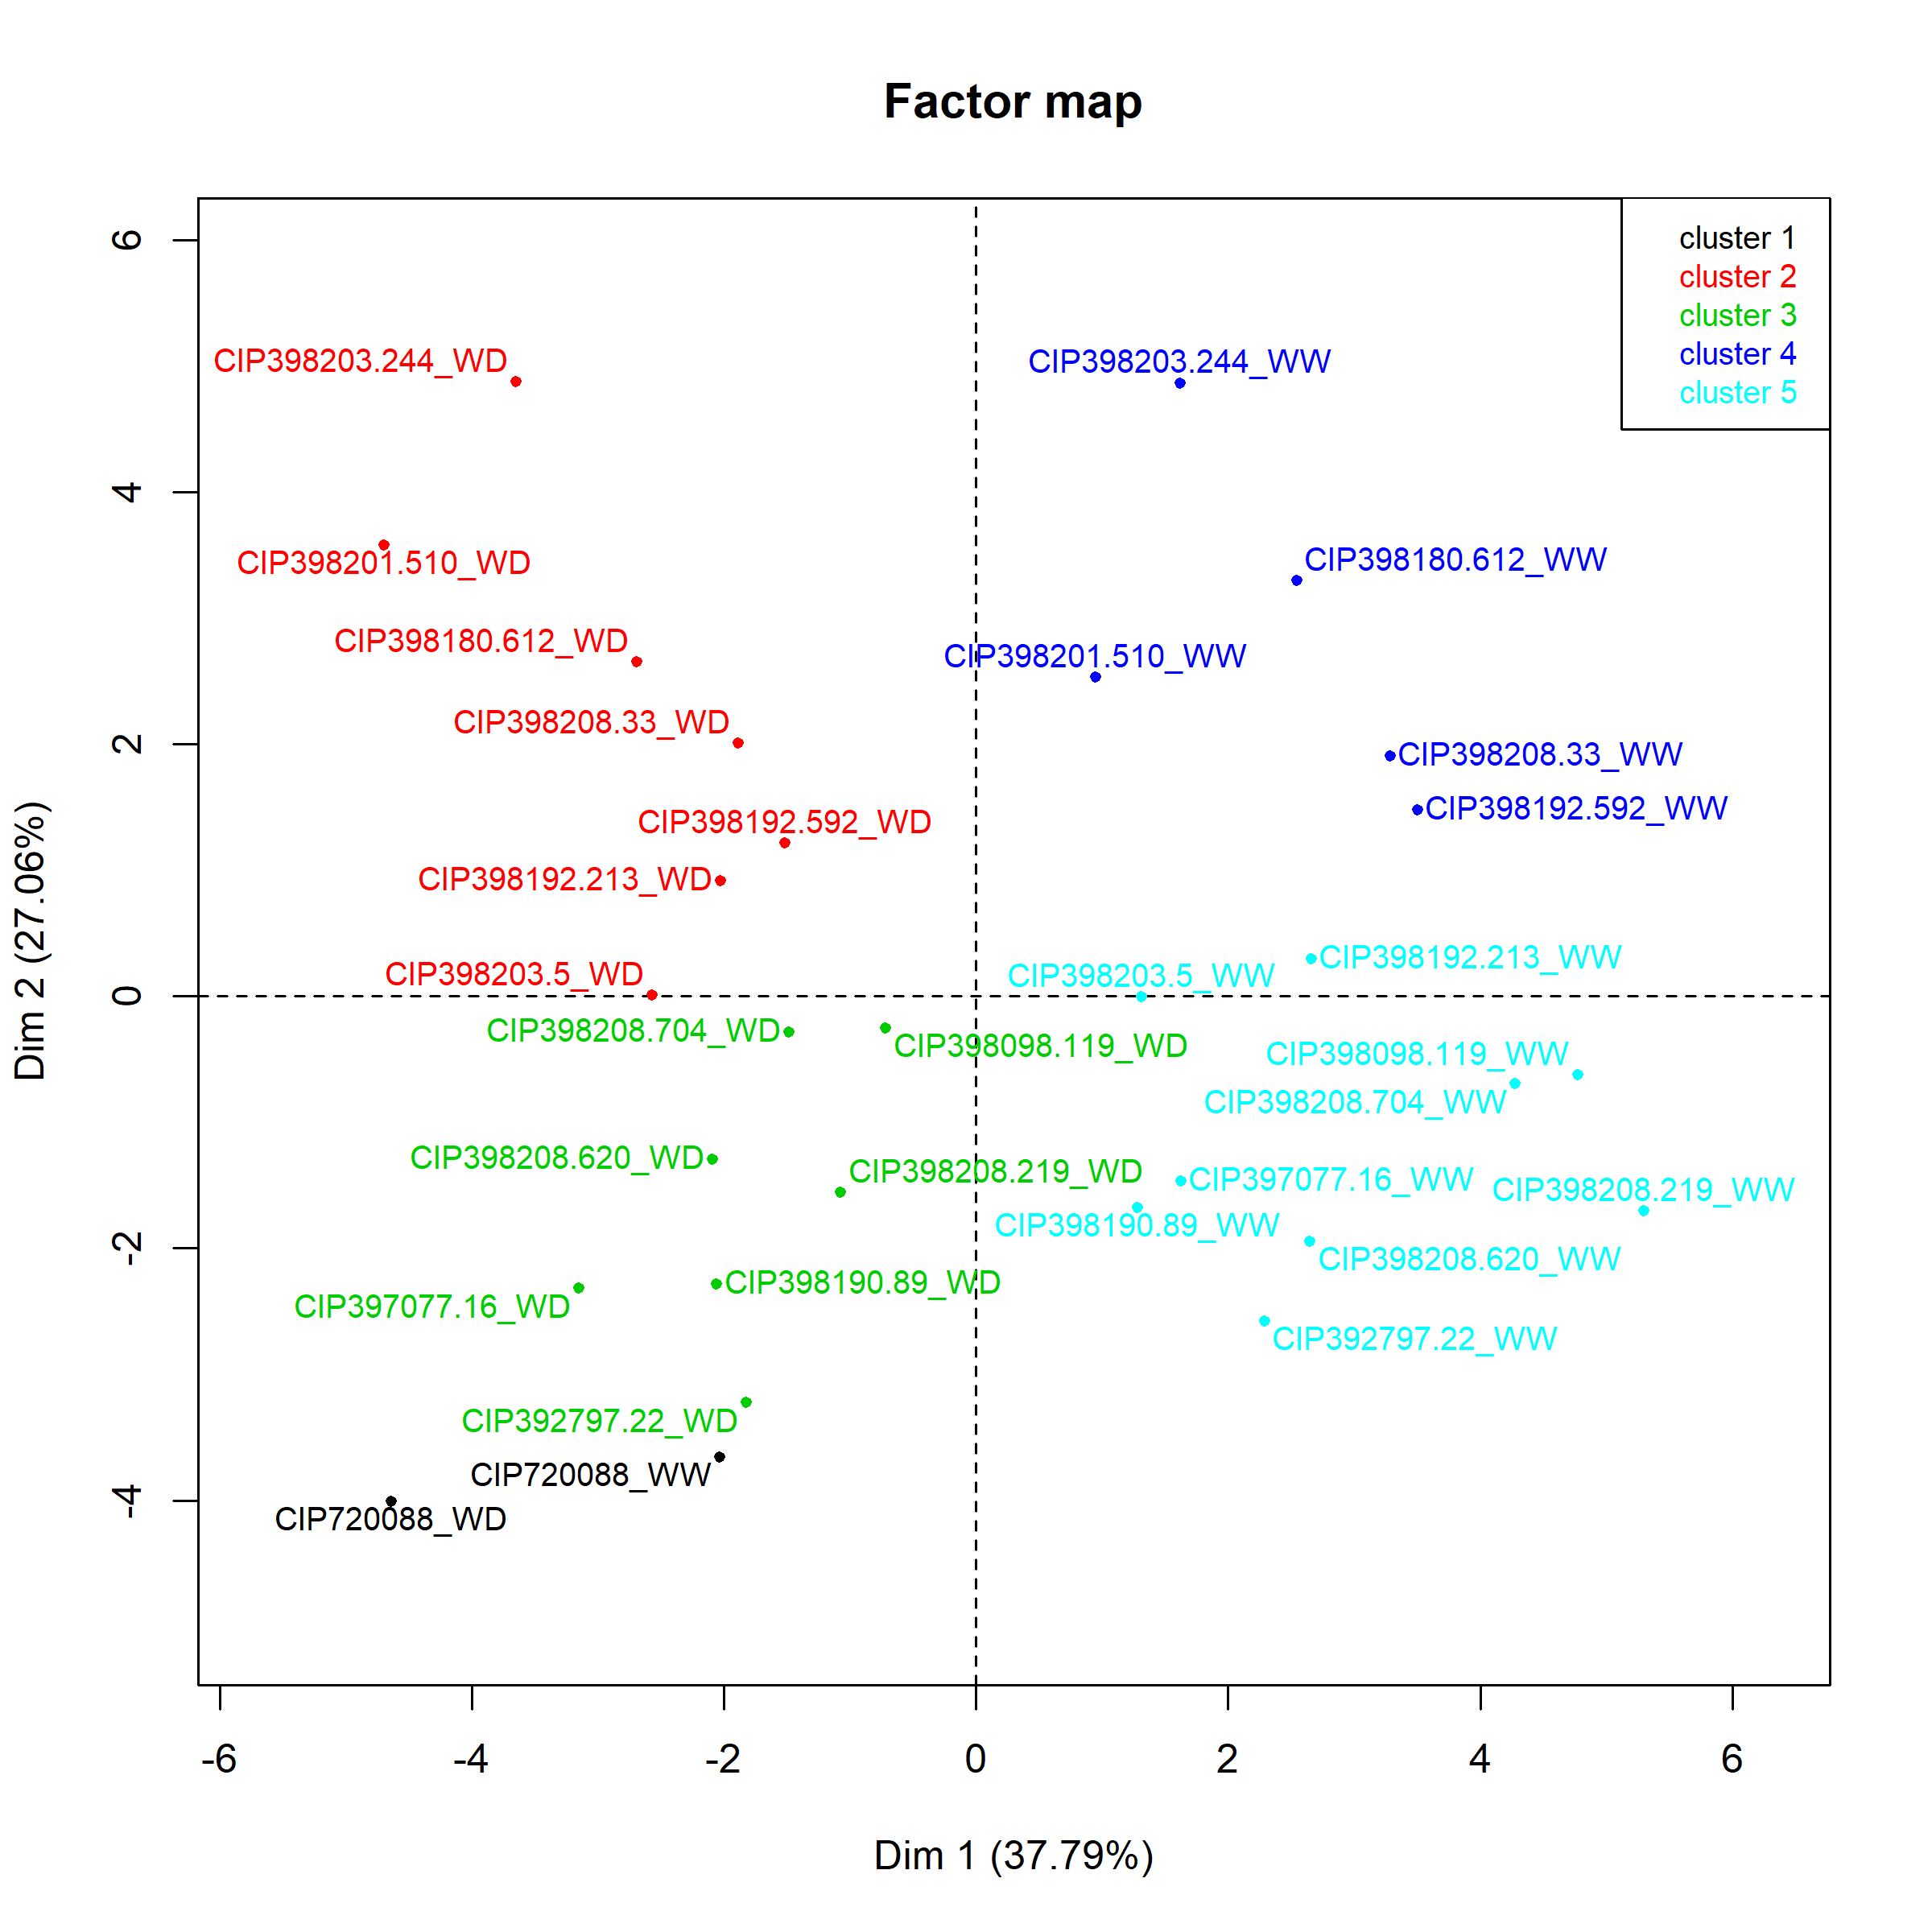 Factor map
cluster 1
cluster 2
cluster 3
cluster 4
cluster 5
6
4
2
0
-2
-4
Dim 2 (27.06%)
CIP398203.244_WD
CIP398203.244_WW
CIP398201.510_WD
CIP398180.612_WW
CIP398180.612_WD
CIP398201.510_WW
CIP398208.33_WD
CIP398208.33_WW
CIP398192.592_WD
CIP398192.592_WW
CIP398192.213_WD
CIP398192.213_WW
CIP398203.5_WD
CIP398203.5_WW
CIP398208.704_WD
CIP398098.119_WD
CIP398098.119_WW
CIP398208.704_WW
CIP398208.620_WD
CIP398208.219_WD
CIP397077.16_WW
CIP398208.219_WW
CIP398190.89_WW
CIP398208.620_WW
CIP398190.89_WD
CIP397077.16_WD
CIP392797.22_WW
CIP392797.22_WD
CIP720088_WW
CIP720088_WD
-6
-4
-2
0
2
4
6
Dim 1 (37.79%)